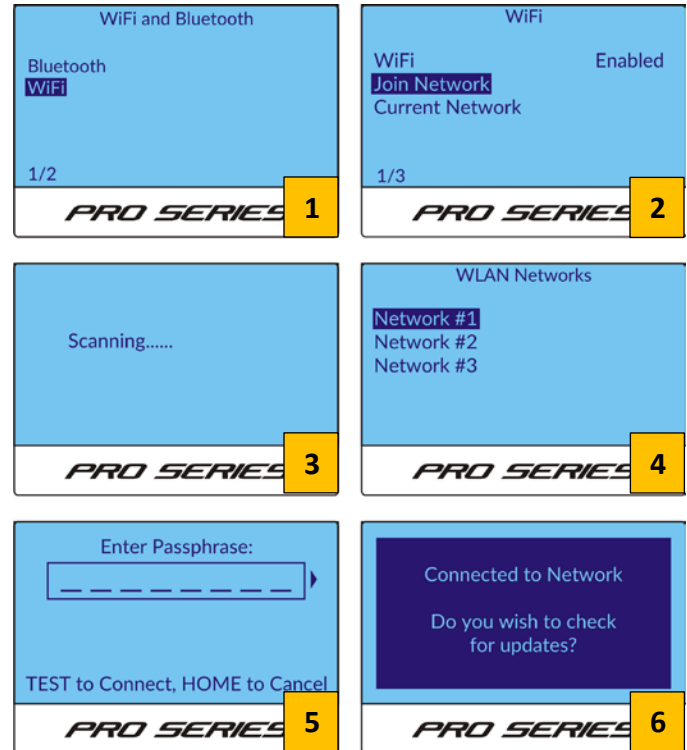 WiFi and Bluetooth
Bluetooth
WiFi
1/2
PRO SERIES
1
WiFi
WiFi Enabled
Join Network
Current Network
1/3
PRO SERIES
2
Scanning......
PRO SERIES
3
WLAN Networks
Network #1
Network #2
Network #3
PRO SERIES
4
Enter Passphrase:
_ _ _ _ _ _ _ _
TEST to Connect, HOME to Cancel
PRO SERIES
5
Connected to Network
Do you wish to check
for updates?
PRO SERIES
6